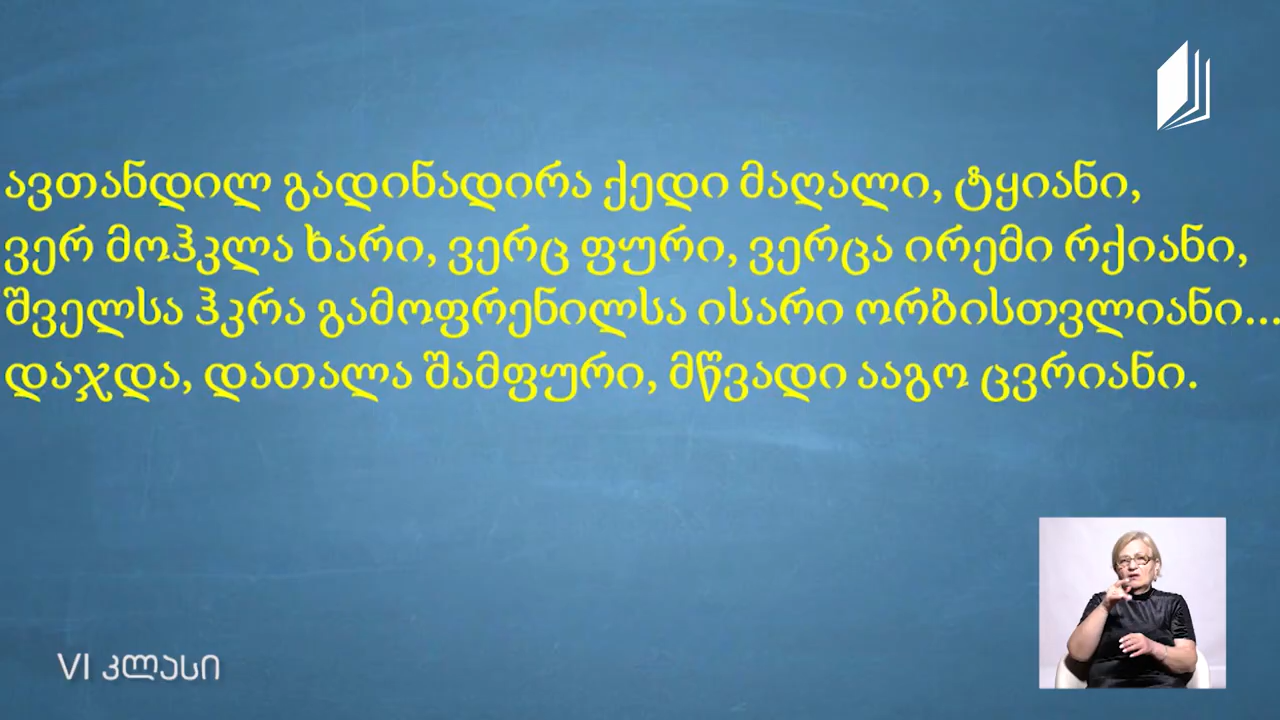 ავთანდილ გადინადირა ქედი მაღალი, ტყიანი,
ვერ მოჰკლა ხარი, ვერც ფური, ვერცა ირემი რქიანი,
შველსა ჰკრა გამოფრენილსა ისარი ორბისთვლიანი...
დაჯდა, დათალა შამფური, მწვადი ააგო ცვრიანი.
VI კლასი